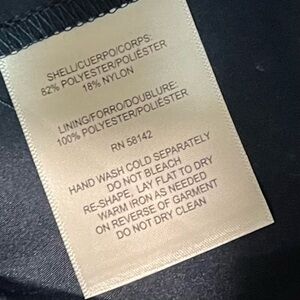 SHELL/CUERPO/CORPS:
82% POLYESTER/POLIÉSTER
18% NYLON
LINING/FORRO/DOUBLURE:
100% POLYESTER/POLIÉSTER
RN 58142
HAND WASH COLD SEPARATELY
DO NOT BLEACH
RE-SHAPE. LAY FLAT TO DRY
WARM IRON AS NEEDED
ON REVERSE OF GARMENT
DO NOT DRY CLEAN